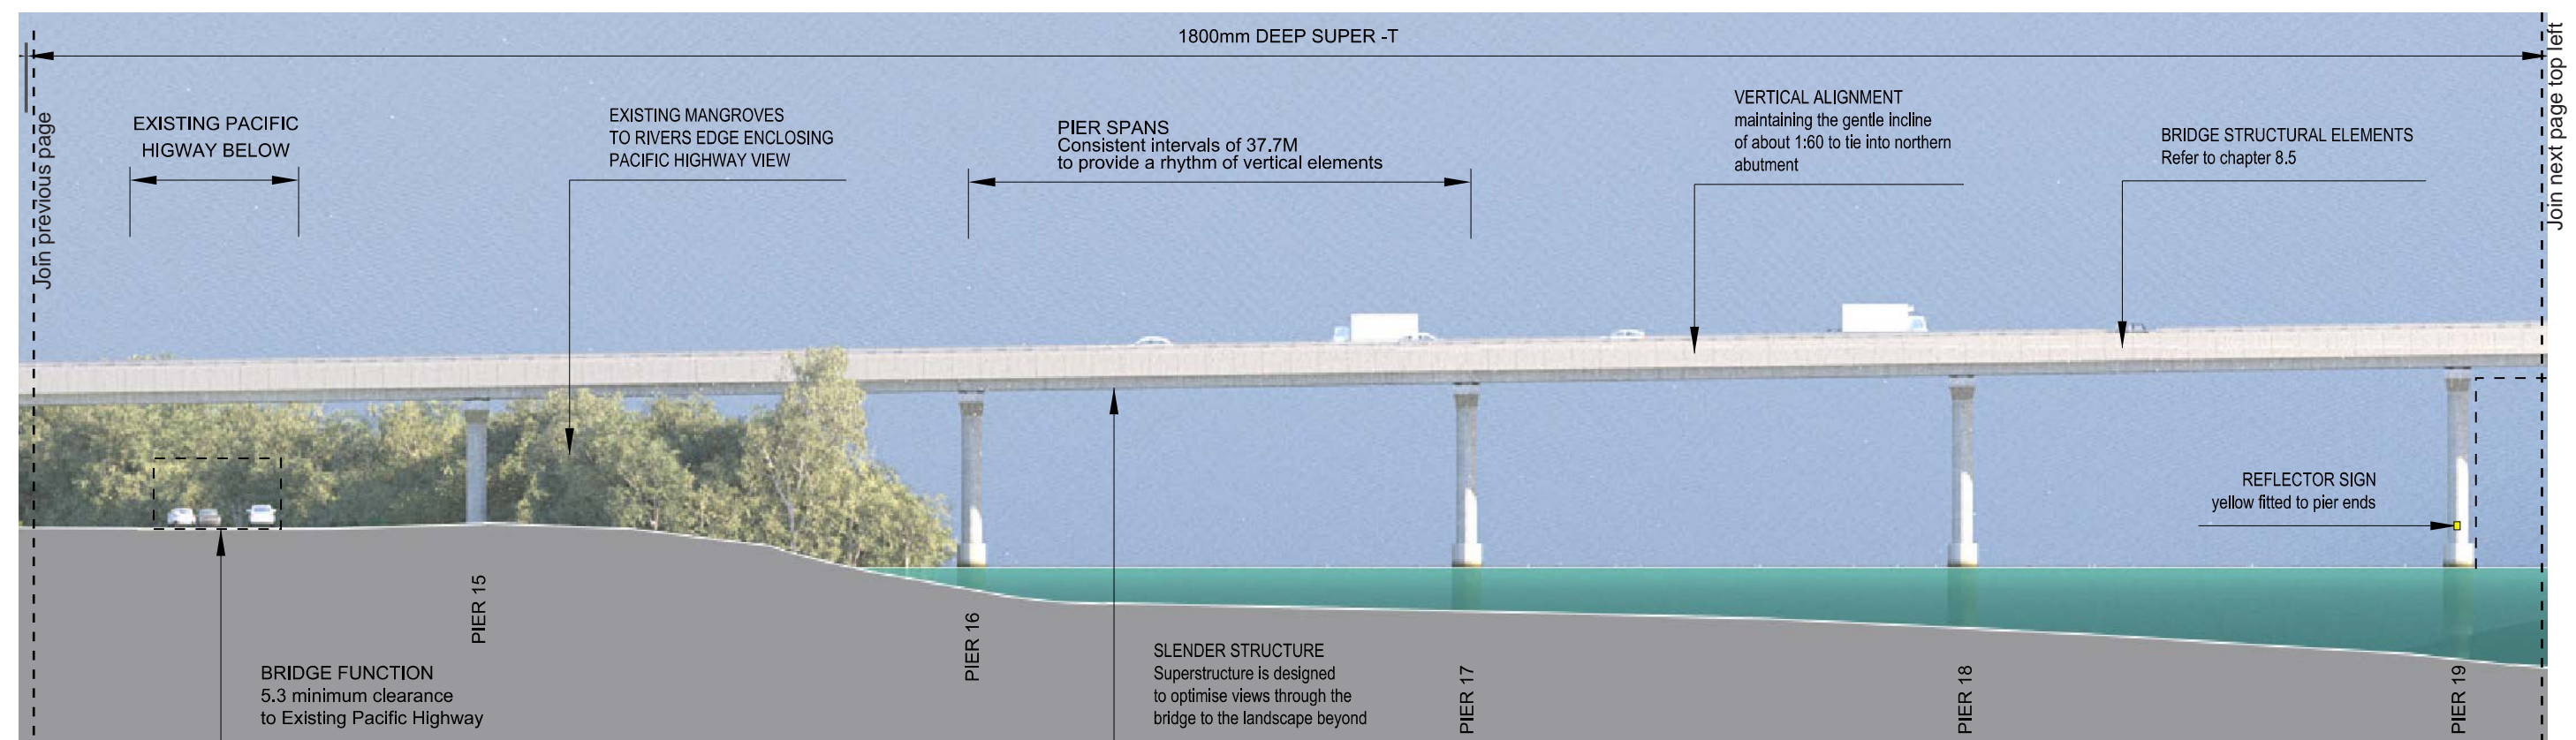 1800mm DEEP SUPER -T
Join previous page
EXISTING PACIFIC
HIGWAY BELOW
EXISTING MANGROVES
TO RIVERS EDGE ENCLOSING
PACIFIC HIGHWAY VIEW
PIER SPANS
Consistent intervals of 37.7M
to provide a rhythm of vertical elements
VERTICAL ALIGNMENT
maintaining the gentle incline
of about 1:60 to tie into northern
abutment
BRIDGE STRUCTURAL ELEMENTS
Refer to chapter 8.5
Join next page top left
REFLECTOR SIGN
yellow fitted to pier ends
PIER 15
PIER 16
PIER 17
PIER 18
PIER 19
BRIDGE FUNCTION
5.3 minimum clearance
to Existing Pacific Highway
SLENDER STRUCTURE
Superstructure is designed
to optimise views through the
bridge to the landscape beyond